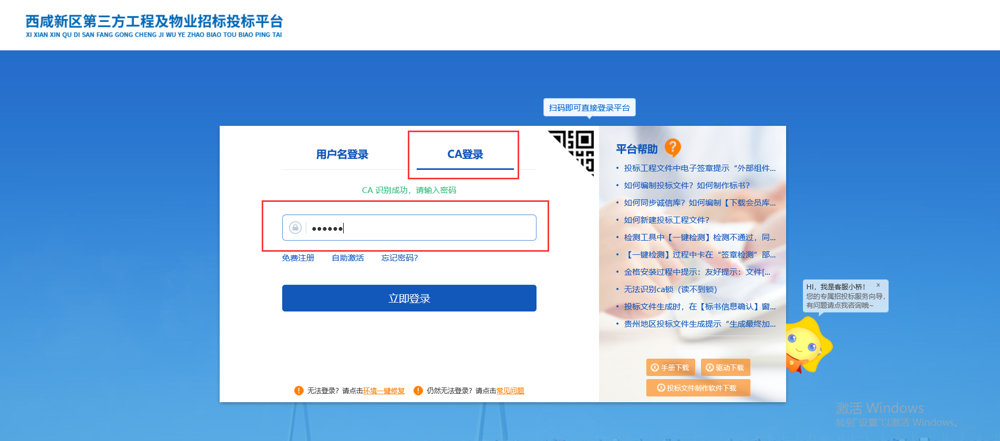 西咸新区第三方工程及物业招标投标平台
XI XIAN XIN QU DI SAN FANG GONG CHENG JI WU YE ZHAO BIAO TOU BIAO PING TAI
扫码即可直接登录平台
用户名登录
CA登录
CA 识别成功，请输入密码
••••••
免费注册 自助激活 忘记密码?
立即登录
无法登录？请点击环境一键修复 仍然无法登录？请点击常见问题
平台帮助
• 投标工程文件中电子签章提示“外部组件...
• 如何编制投标文件？如何制作标书？
• 如何同步诚信库？如何编制【下载会员库...
• 如何新建投标工程文件？
• 检测工具中【一键检测】检测不通过，同...
• 【一键检测】过程中卡在“签章检测”部...
• 金格安装过程中提示：友好提示：文件[...
• 无法识别ca锁（读不到锁）
• 投标文件生成时，在【标书信息确认】窗...
• 贵州地区投标文件生成提示“生成最终加...
手册下载 驱动下载
投标文件制作软件下载
HI，我是客服小桥！ x
您的专属招投标服务向导，
有问题请点我咨询哦~
激活 Windows
转到"设置"以激活 Windows。